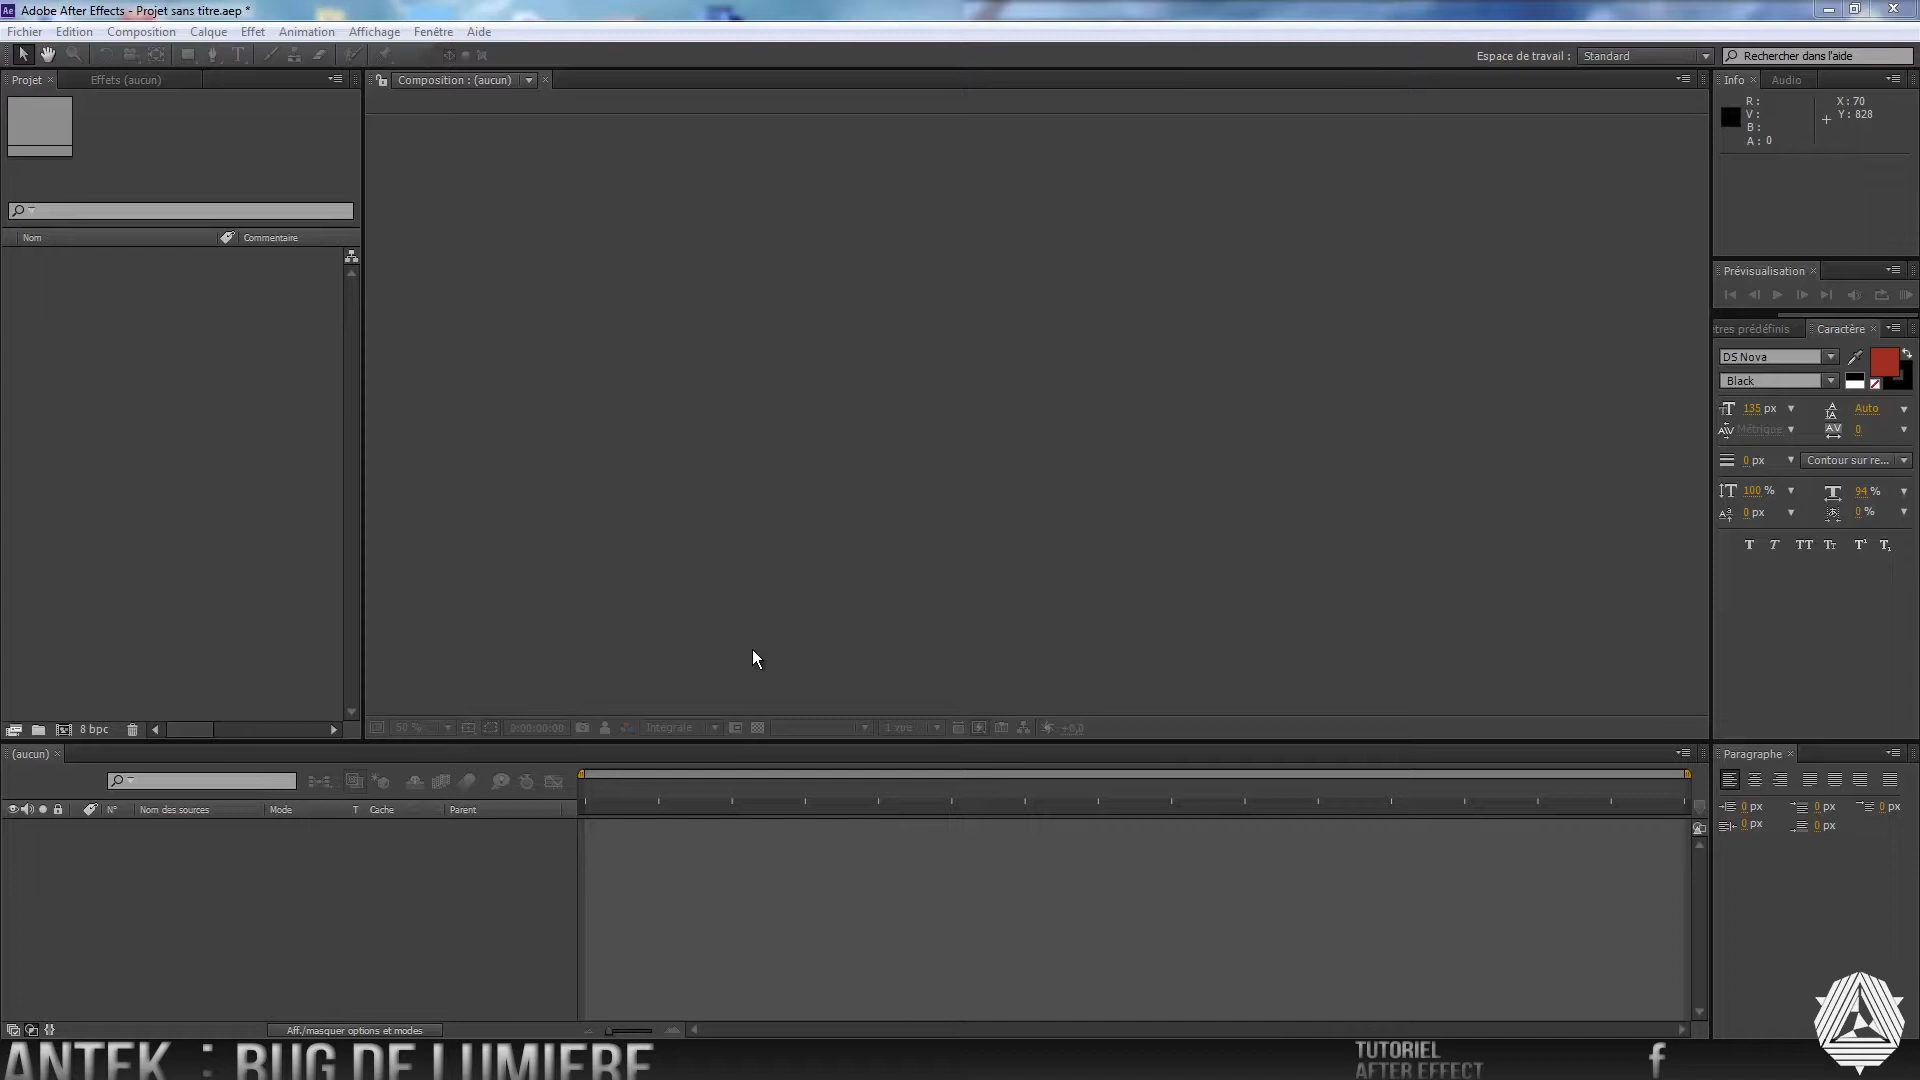 Ae Adobe After Effects - Projet sans titre.aep *
Fichier Edition Composition Calque Effet Animation Affichage Fenêtre Aide
Espace de travail : Standard Rechercher dans l'aide
Projet Effets (aucun)
Composition : (aucun)
Info Audio
R : X : 70
V : Y : 828
B :
A : 0
Nom Commentaire
Prévisualisation
tres prédéfinis Caractère
DS Nova
Black
135 px Auto
Métrique 0
0 px Contour sur re...
100 % 94 %
0 px 0 %
T T TT Tt T¹ T₁
8 bpc
50 % 0:00:00:00 Intégrale 1 vue +0,0
(aucun)
N° Nom des sources Mode T Cache Parent
Paragraphe
0 px 0 px 0 px
0 px 0 px
Aff./masquer options et modes
ANTEK : BUG DE LUMIERE
TUTORIEL
AFTER EFFECT
f